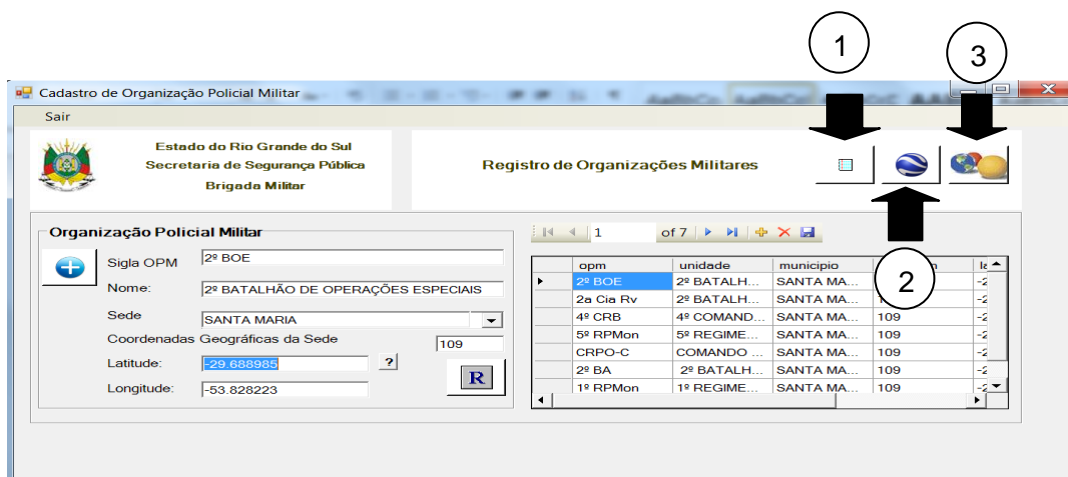 1
3
Cadastro de Organização Policial Militar
Sair
Estado do Rio Grande do Sul
Secretaria de Segurança Pública
Brigada Militar
Registro de Organizações Militares
2
Organização Policial Militar
Sigla OPM 2º BOE
Nome: 2º BATALHÃO DE OPERAÇÕES ESPECIAIS
Sede SANTA MARIA
Coordenadas Geográficas da Sede 109
Latitude: -29.688985 ?
Longitude: -53.828223 R
1 of 7
opm unidade municipio
2º BOE 2º BATALH... SANTA MA...
2a Cia Rv 2º BATALH... SANTA MA...
4º CRB 4º COMAND... SANTA MA... 109 -2
5º RPMon 5º REGIME... SANTA MA... 109 -2
CRPO-C COMANDO ... SANTA MA... 109 -2
2º BA 2º BATALH... SANTA MA... 109 -2
1º RPMon 1º REGIME... SANTA MA... 109 -2